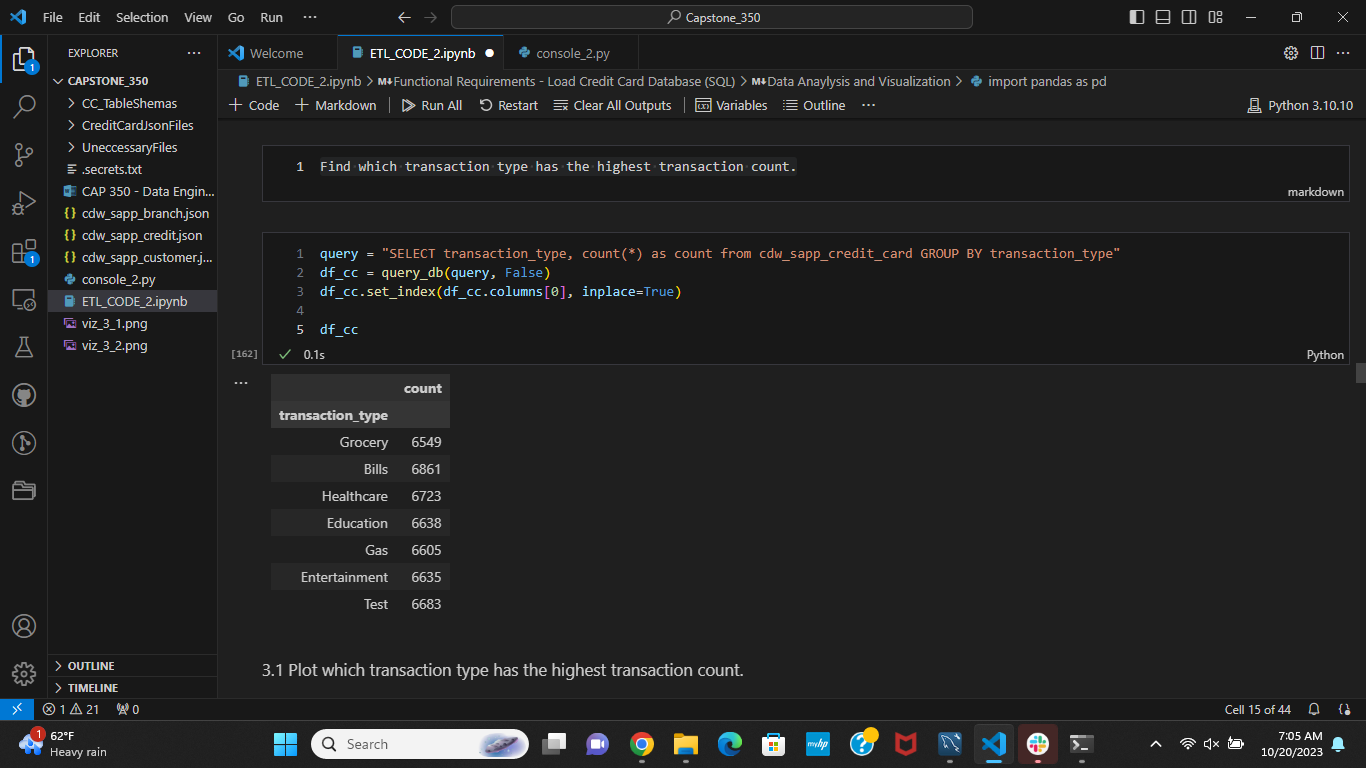 File Edit Selection View Go Run ··· Capstone_350
EXPLORER ···
CAPSTONE_350
CC_TableShemas
CreditCardJsonFiles
UneccessaryFiles
.secrets.txt
CAP 350 - Data Engin...
cdw_sapp_branch.json
cdw_sapp_credit.json
cdw_sapp_customer.j...
console_2.py
ETL_CODE_2.ipynb
viz_3_1.png
viz_3_2.png
OUTLINE
TIMELINE
1
1
Welcome ETL_CODE_2.ipynb console_2.py ···
ETL_CODE_2.ipynb > M↓Functional Requirements - Load Credit Card Database (SQL) > M↓Data Anaylysis and Visualization > import pandas as pd
+ Code + Markdown Run All Restart Clear All Outputs Variables Outline ··· Python 3.10.10
1 Find which transaction type has the highest transaction count.
markdown
1 query = "SELECT transaction_type, count(*) as count from cdw_sapp_credit_card GROUP BY transaction_type"
2 df_cc = query_db(query, False)
3 df_cc.set_index(df_cc.columns[0], inplace=True)
4
5 df_cc
[162] 0.1s Python
···
count
transaction_type
Grocery 6549
Bills 6861
Healthcare 6723
Education 6638
Gas 6605
Entertainment 6635
Test 6683
3.1 Plot which transaction type has the highest transaction count.
1 21 0 Cell 15 of 44
1
62°F
Heavy rain
Search
myhp
?
7:05 AM
10/20/2023